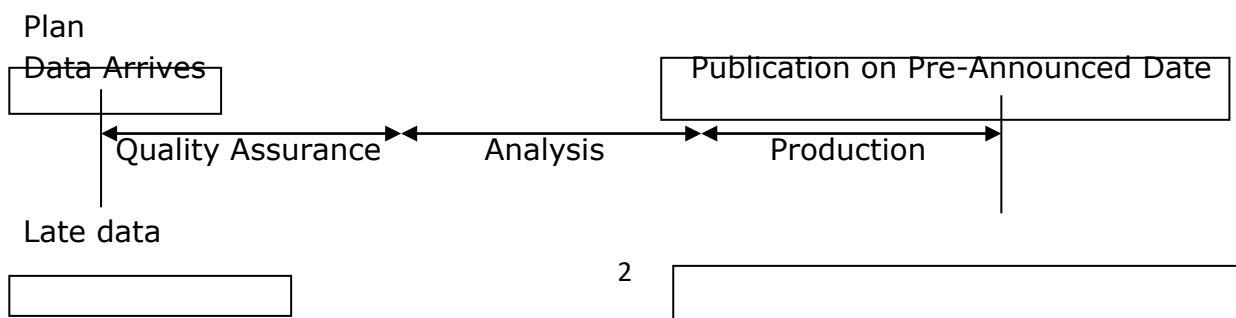 Plan
Data Arrives Publication on Pre-Announced Date
Quality Assurance Analysis Production
Late data
2